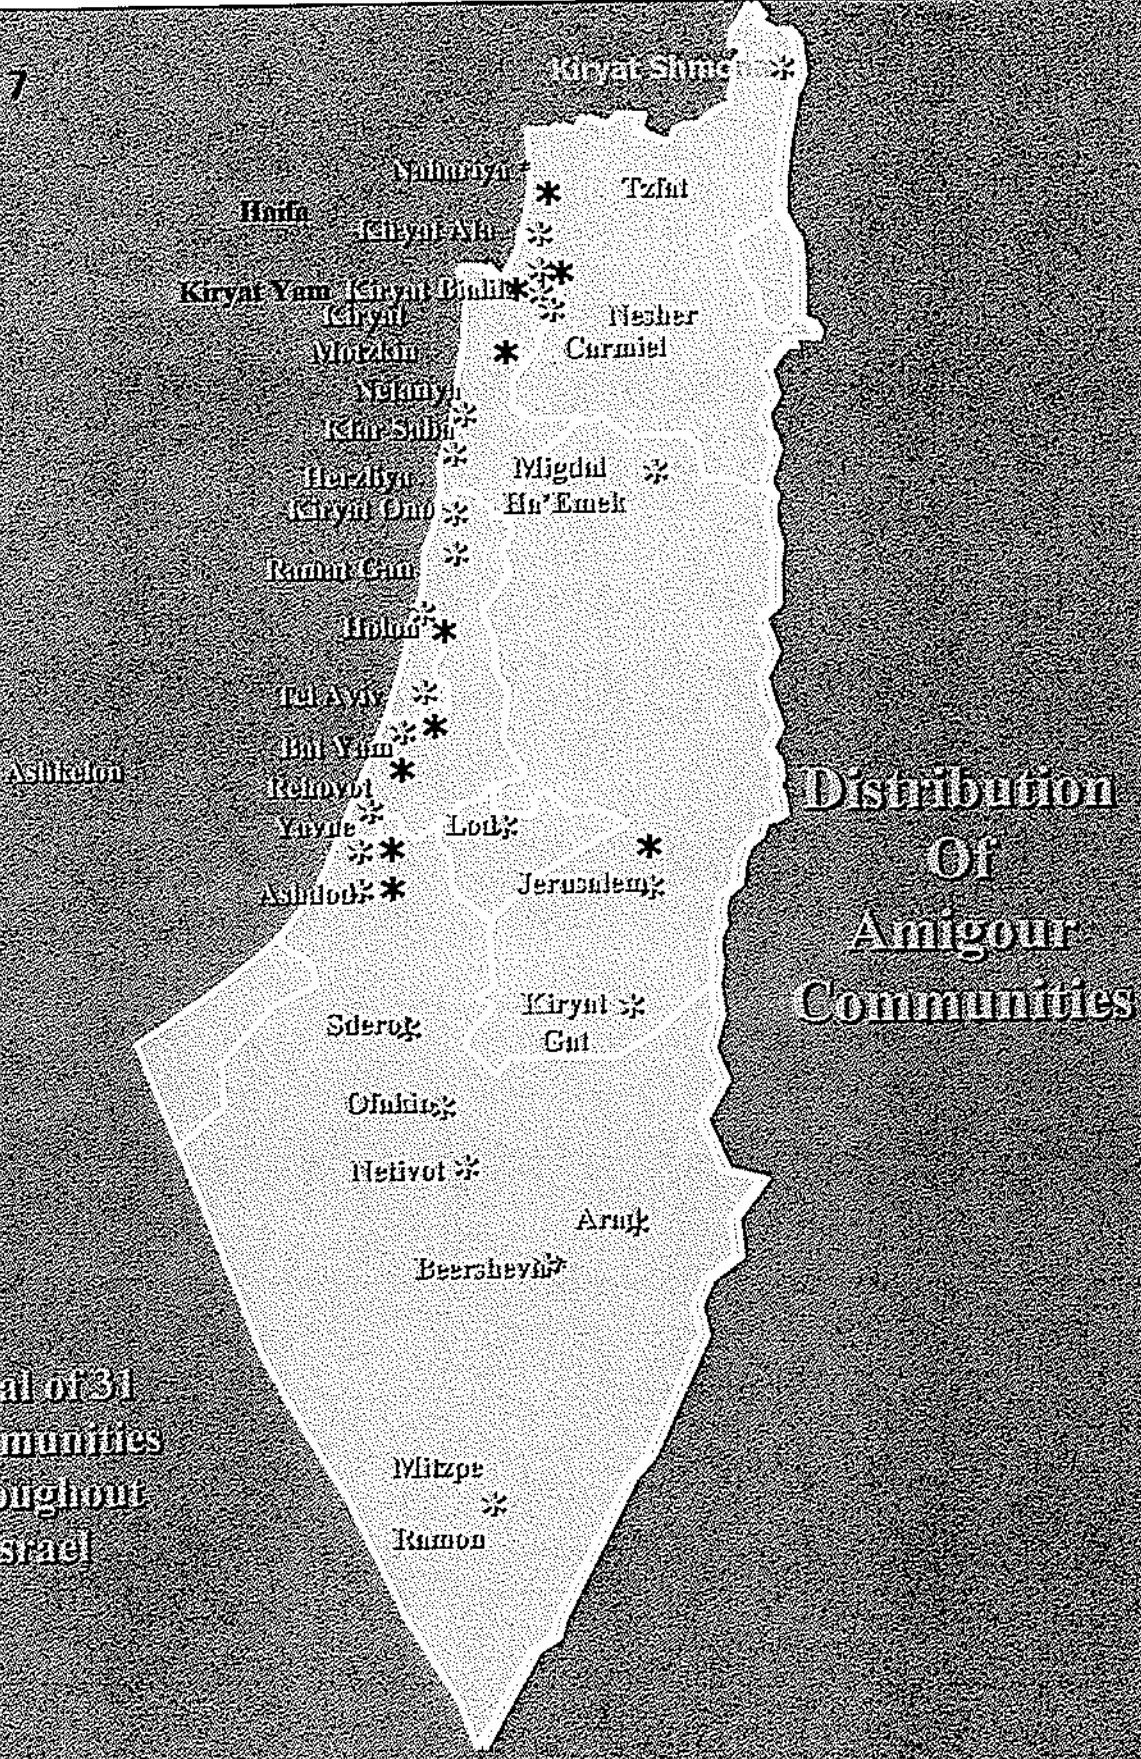 7
Kiryat Shmona
Nahariya
Tzfat
Haifa
Kiryat Ata
Kiryat Yam
Kiryat Bialik
Kiryat
Motzkin
Nesher
Carmiel
Netanya
Kfar-Saba
Herzliya
Migdal
Ha'Emek
Kiryat Ono
Ramat Gan
Holon
Tel Aviv
Bat Yam
Ashkelon
Rehovot
Yavne
Lod
Ashdod
Jerusalem
Distribution
Of
Amigour
Communities
Kiryat
Gat
Sderot
Ofakim
Netivot
Arad
Beersheva
al of 31
munities
oughout
srael
Mitzpe
Ramon